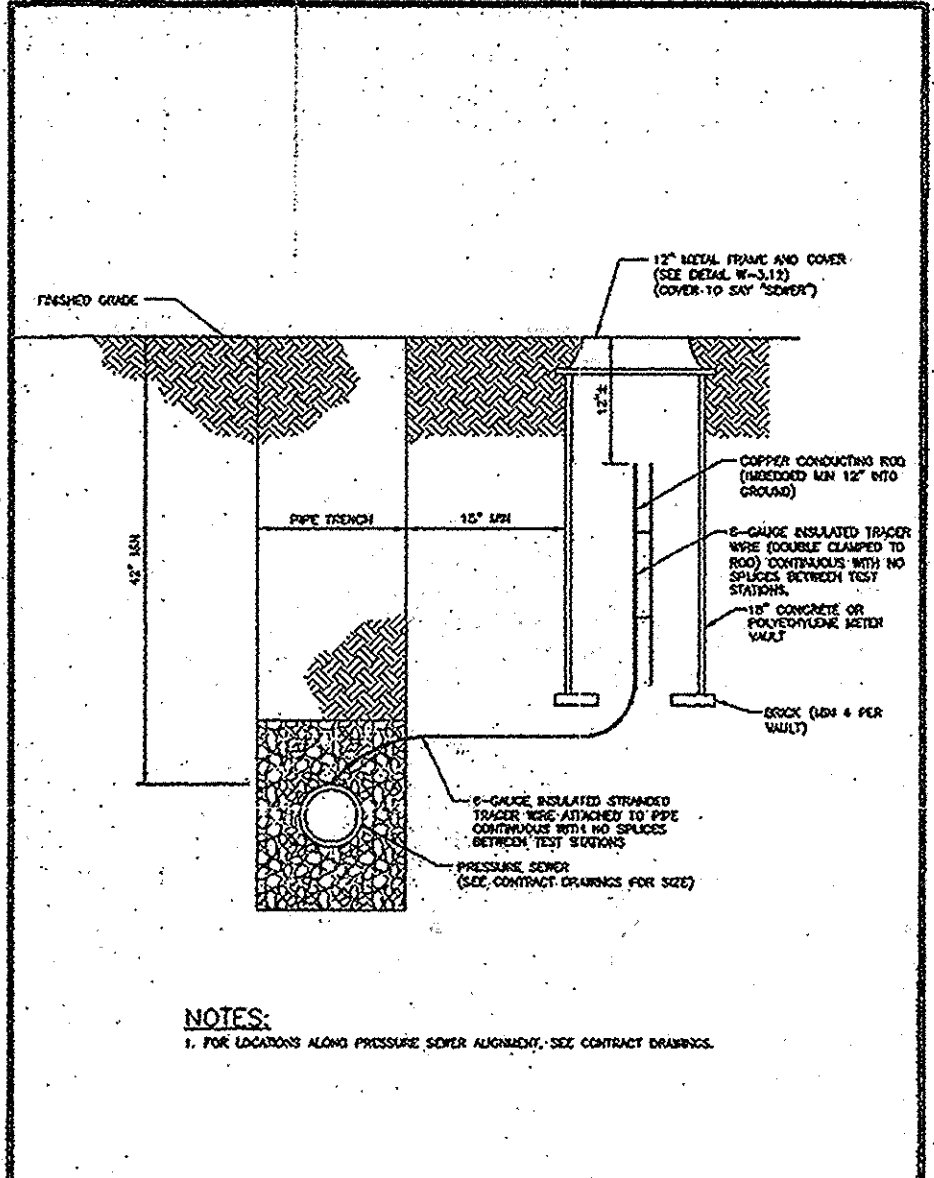 12" METAL FRAME AND COVER
(SEE DETAIL W-3.12)
(COVER TO SAY "SEWER")
FINISHED GRADE
12"±
COPPER CONDUCTING ROD
(IMBEDDED MIN 12" INTO
GROUND)
PIPE TRENCH
MIN
42" MIN
-GAUGE INSULATED TRACER
WIRE (DOUBLE CLAMPED TO
ROD) CONTINUOUS WITH NO
SPLICES BETWEEN TEST
STATIONS.
CONCRETE OR
POLYETHYLENE METER
VAULT
BRICK (MIN 4 PER
VAULT)
-GAUGE INSULATED STRANDED
TRACER WIRE ATTACHED TO PIPE
CONTINUOUS WITH NO SPLICES
BETWEEN TEST STATIONS
PRESSURE SEWER
(SEE CONTRACT DRAWINGS FOR SIZE)
NOTES:
1. FOR LOCATIONS ALONG PRESSURE SEWER ALIGNMENT, SEE CONTRACT DRAWINGS.